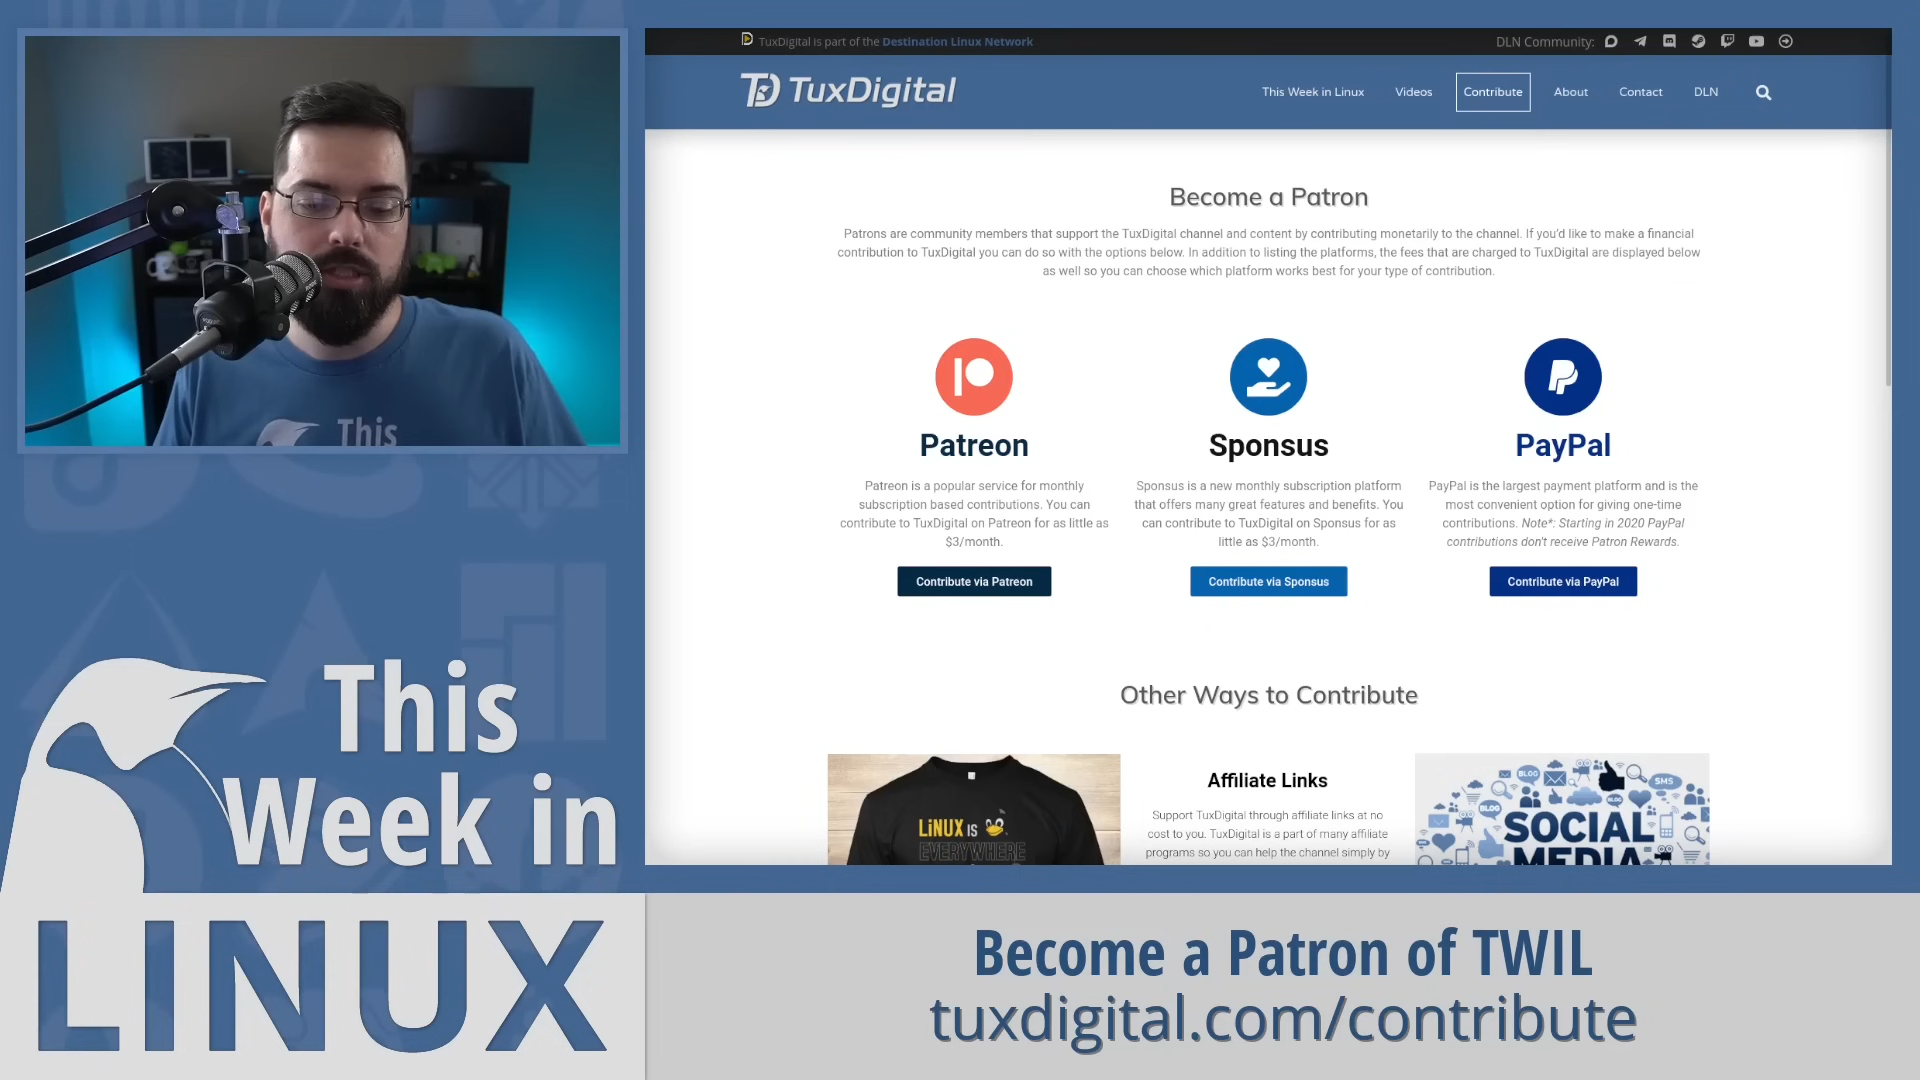 TuxDigital is part of the Destination Linux Network
DLN Community:
TuxDigital
This Week in Linux
Videos
Contribute
About
Contact
DLN
Become a Patron
Patrons are community members that support the TuxDigital channel and content by contributing monetarily to the channel. If you'd like to make a financial
contribution to TuxDigital you can do so with the options below. In addition to listing the platforms, the fees that are charged to TuxDigital are displayed below
as well so you can choose which platform works best for your type of contribution.
Patreon
Patreon is a popular service for monthly
subscription based contributions. You can
contribute to TuxDigital on Patreon for as little as
$3/month.
Contribute via Patreon
Sponsus
Sponsus is a new monthly subscription platform
that offers many great features and benefits. You
can contribute to TuxDigital on Sponsus for as
little as $3/month.
Contribute via Sponsus
PayPal
PayPal is the largest payment platform and is the
most convenient option for giving one-time
contributions. Note*: Starting in 2020 PayPal
contributions don't receive Patron Rewards.
Contribute via PayPal
Other Ways to Contribute
LiNUX IS
EVERYWHERE
Affiliate Links
Support TuxDigital through affiliate links at no
cost to you. TuxDigital is a part of many affiliate
programs so you can help the channel simply by
BLOG
SMS
BLOG
BLOG
SOCIAL
MEDIA
This
This
Week in
LINUX
Become a Patron of TWIL
tuxdigital.com/contribute